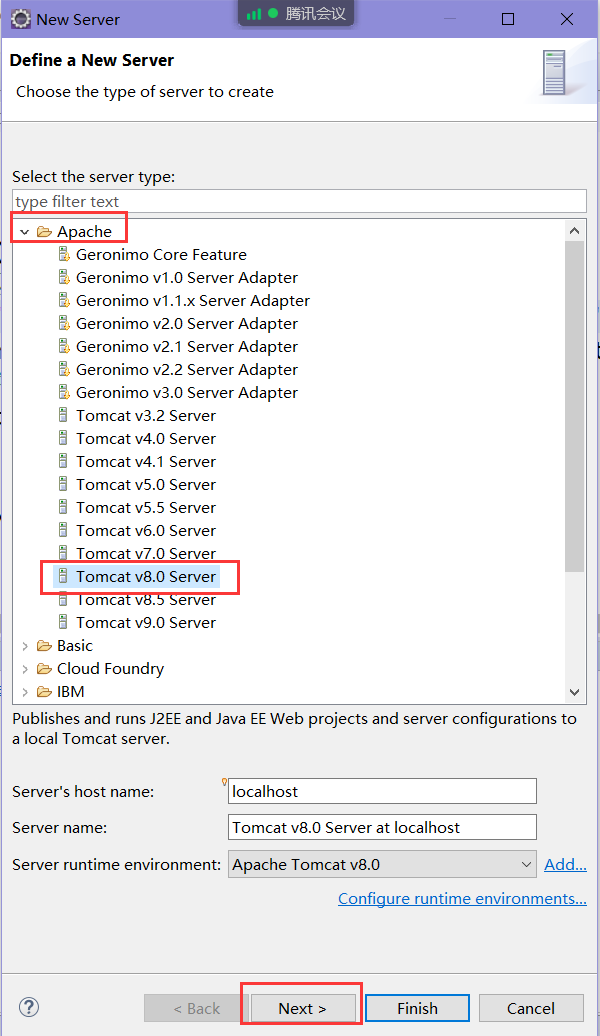 New Server
腾讯会议
Define a New Server
Choose the type of server to create
Select the server type:
type filter text
Apache
Geronimo Core Feature
Geronimo v1.0 Server Adapter
Geronimo v1.1.x Server Adapter
Geronimo v2.0 Server Adapter
Geronimo v2.1 Server Adapter
Geronimo v2.2 Server Adapter
Geronimo v3.0 Server Adapter
Tomcat v3.2 Server
Tomcat v4.0 Server
Tomcat v4.1 Server
Tomcat v5.0 Server
Tomcat v5.5 Server
Tomcat v6.0 Server
Tomcat v7.0 Server
Tomcat v8.0 Server
Tomcat v8.5 Server
Tomcat v9.0 Server
Basic
Cloud Foundry
IBM
Publishes and runs J2EE and Java EE Web projects and server configurations to
a local Tomcat server.
Server's host name: localhost
Server name: Tomcat v8.0 Server at localhost
Server runtime environment: Apache Tomcat v8.0 Add...
Configure runtime environments...
? < Back Next > Finish Cancel